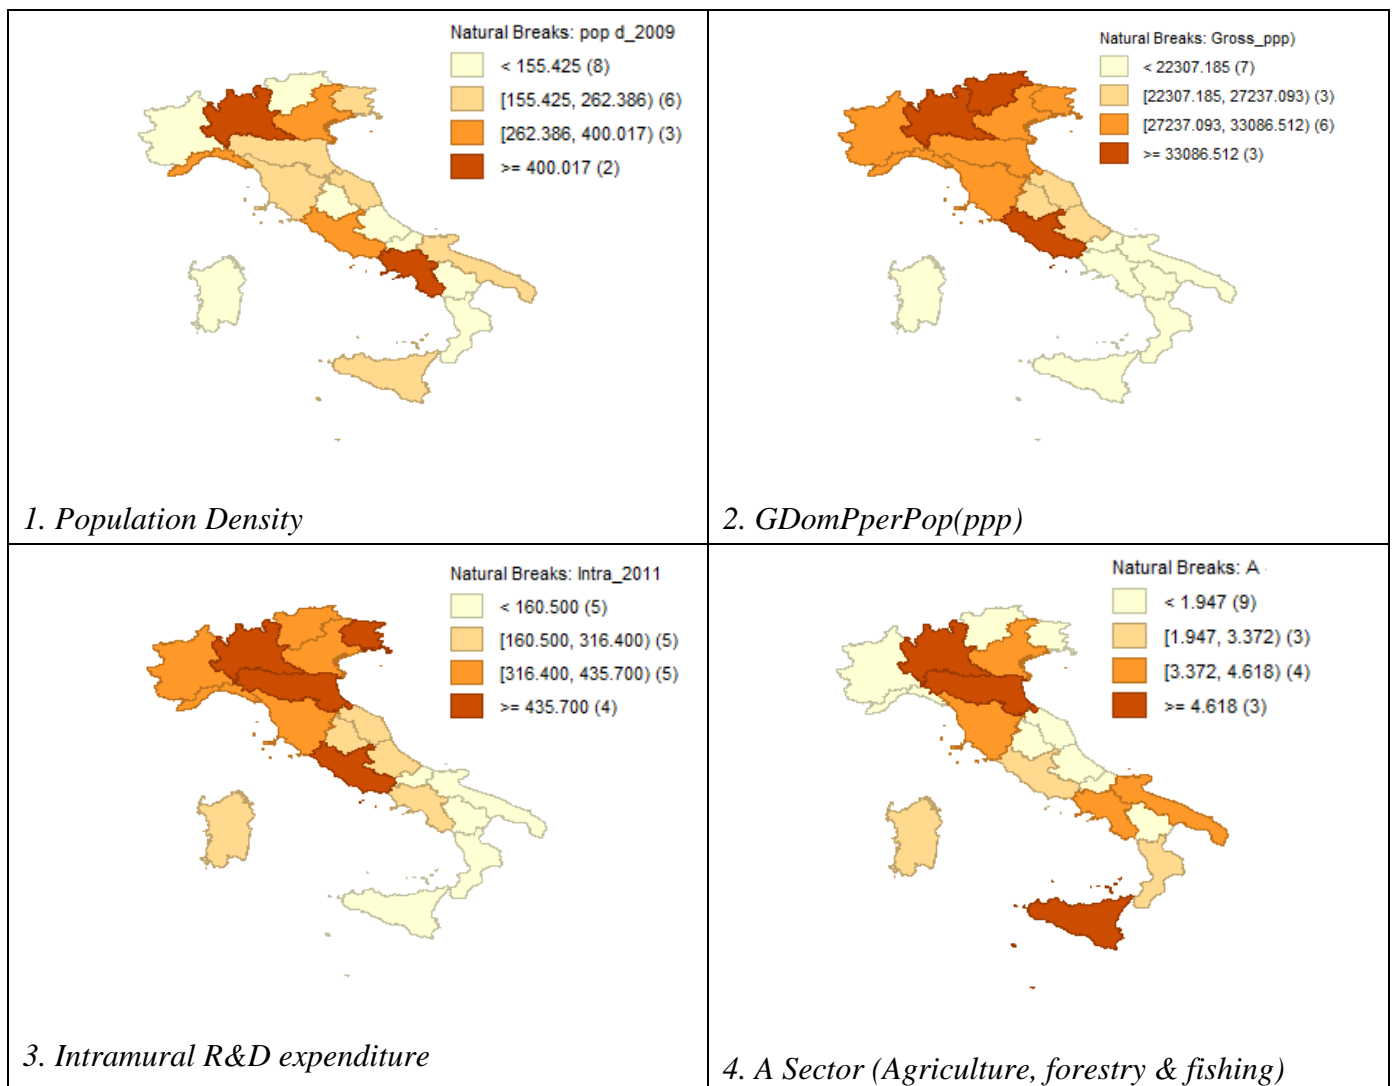 Natural Breaks: pop d_2009
< 155.425 (8)
[155.425, 262.386) (6)
[262.386, 400.017) (3)
>= 400.017 (2)
1. Population Density
Natural Breaks: Gross_ppp)
< 22307.185 (7)
[22307.185, 27237.093) (3)
[27237.093, 33086.512) (6)
>= 33086.512 (3)
2. GDomPperPop(ppp)
Natural Breaks: Intra_2011
< 160.500 (5)
[160.500, 316.400) (5)
[316.400, 435.700) (5)
>= 435.700 (4)
3. Intramural R&D expenditure
Natural Breaks: A
< 1.947 (9)
[1.947, 3.372) (3)
[3.372, 4.618) (4)
>= 4.618 (3)
4. A Sector (Agriculture, forestry & fishing)